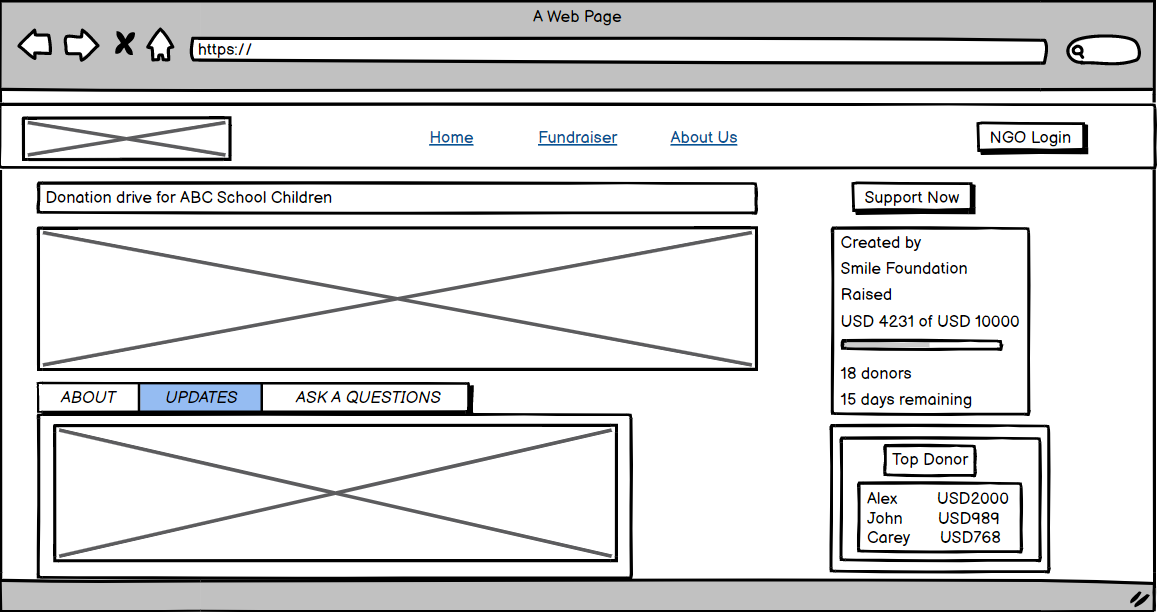 A Web Page
https://
Home Fundraiser About Us NGO Login
Donation drive for ABC School Children
Support Now
Created by
Smile Foundation
Raised
USD 4231 of USD 10000
18 donors
15 days remaining
ABOUT UPDATES ASK A QUESTIONS
Top Donor
Alex USD2000
John USD989
Carey USD768